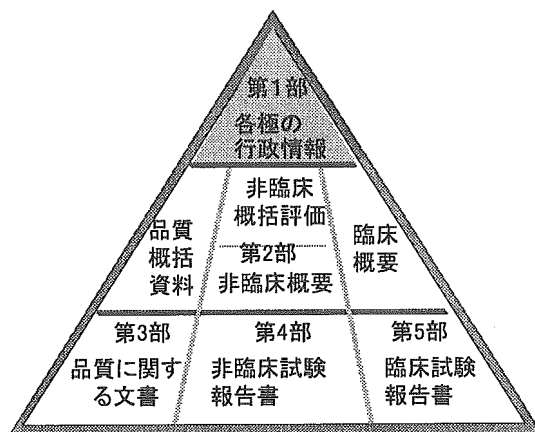 第1部
各極の
行政情報
品質
概括
資料
非臨床
概括評価
第2部
非臨床概要
臨床
概要
第3部
品質に関す
る文書
第4部
非臨床試験
報告書
第5部
臨床試験
報告書